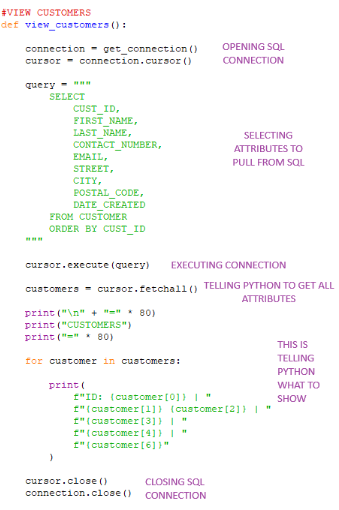 #VIEW CUSTOMERS
def view_customers():
connection = get_connection() OPENING SQL
cursor = connection.cursor() CONNECTION
query = """
SELECT
CUST_ID,
FIRST_NAME,
LAST_NAME, SELECTING
CONTACT_NUMBER, ATTRIBUTES TO
EMAIL, PULL FROM SQL
STREET,
CITY,
POSTAL_CODE,
DATE_CREATED
FROM CUSTOMER
ORDER BY CUST_ID
"""
cursor.execute(query) EXECUTING CONNECTION
customers = cursor.fetchall() TELLING PYTHON TO GET ALL
ATTRIBUTES
print("\n" + "=" * 80)
print("CUSTOMERS")
print("=" * 80)
THIS IS
for customer in customers: TELLING
PYTHON
print( WHAT TO
f"ID: {customer[0]} | " SHOW
f"{customer[1]} {customer[2]} | "
f"{customer[3]} | "
f"{customer[4]} | "
f"{customer[6]}"
)
cursor.close() CLOSING SQL
connection.close() CONNECTION